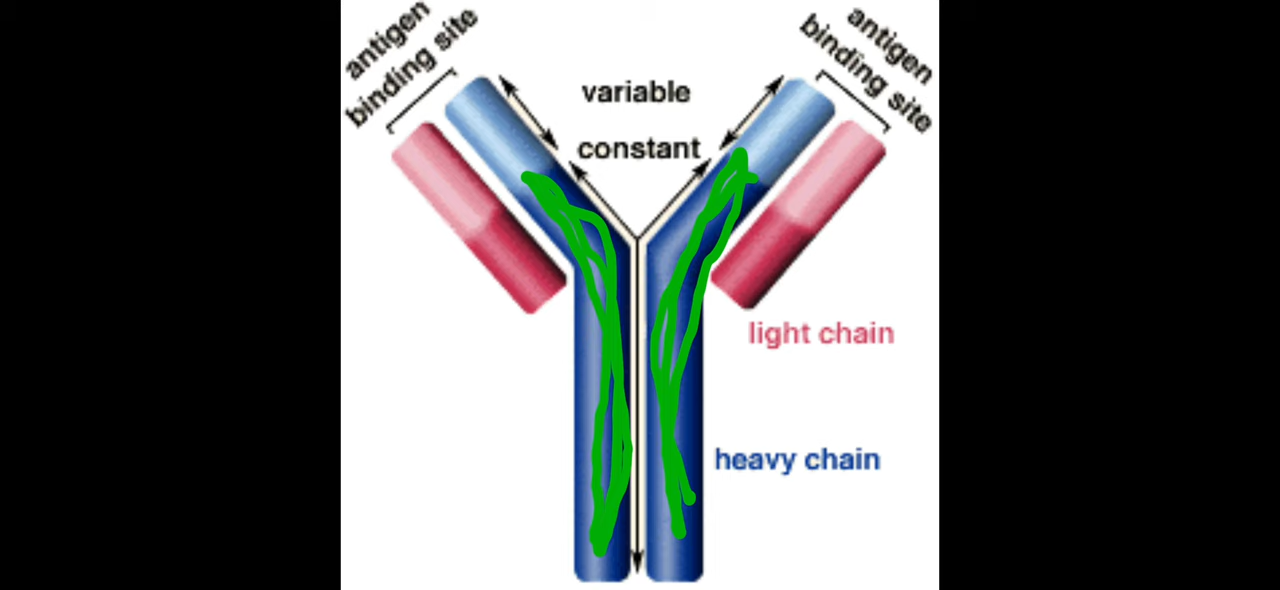 antigen
binding site
antigen
binding site
variable
constant
light chain
heavy chain